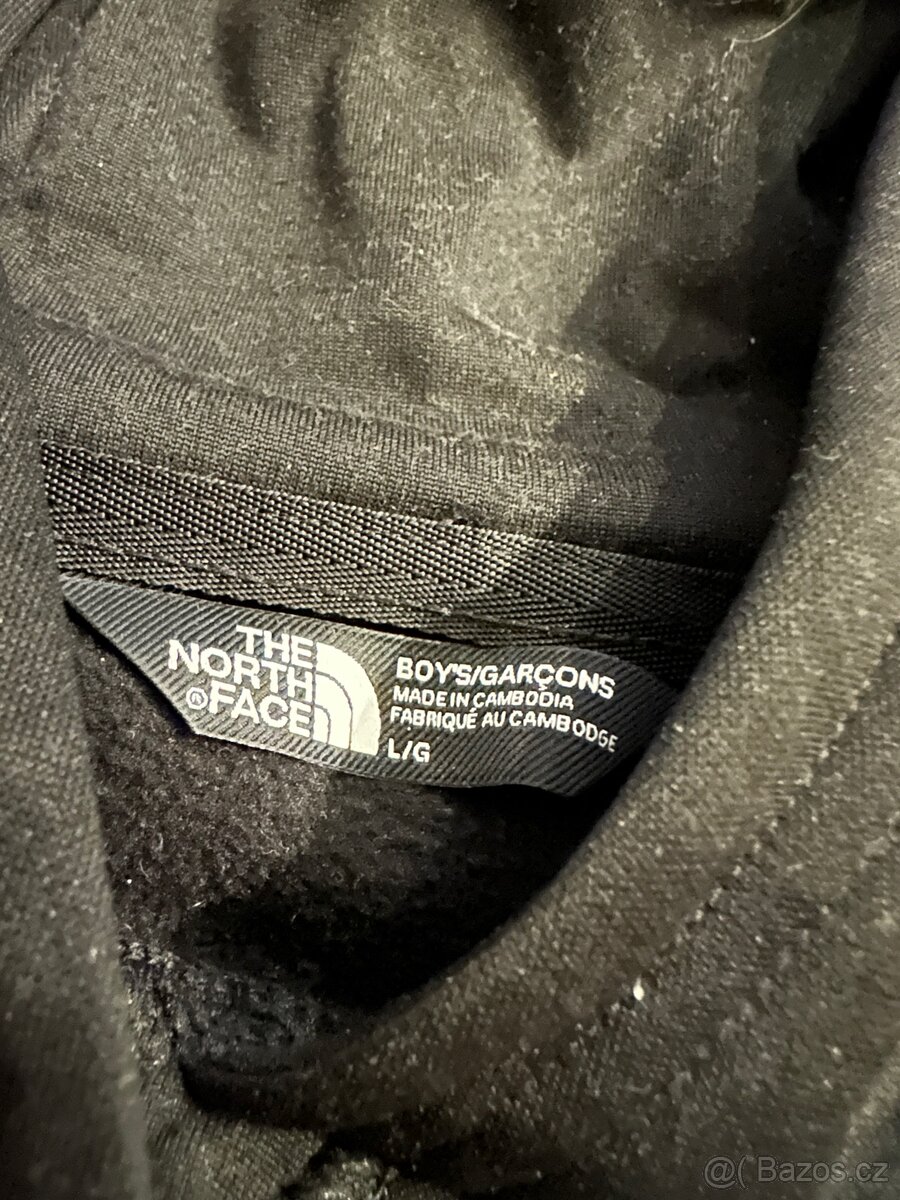 THE
NORTH
®FACE
BOY'S/GARÇONS
MADE IN CAMBODIA
FABRIQUÉ AU CAMBODGE
L/G
@( Bazos.cz